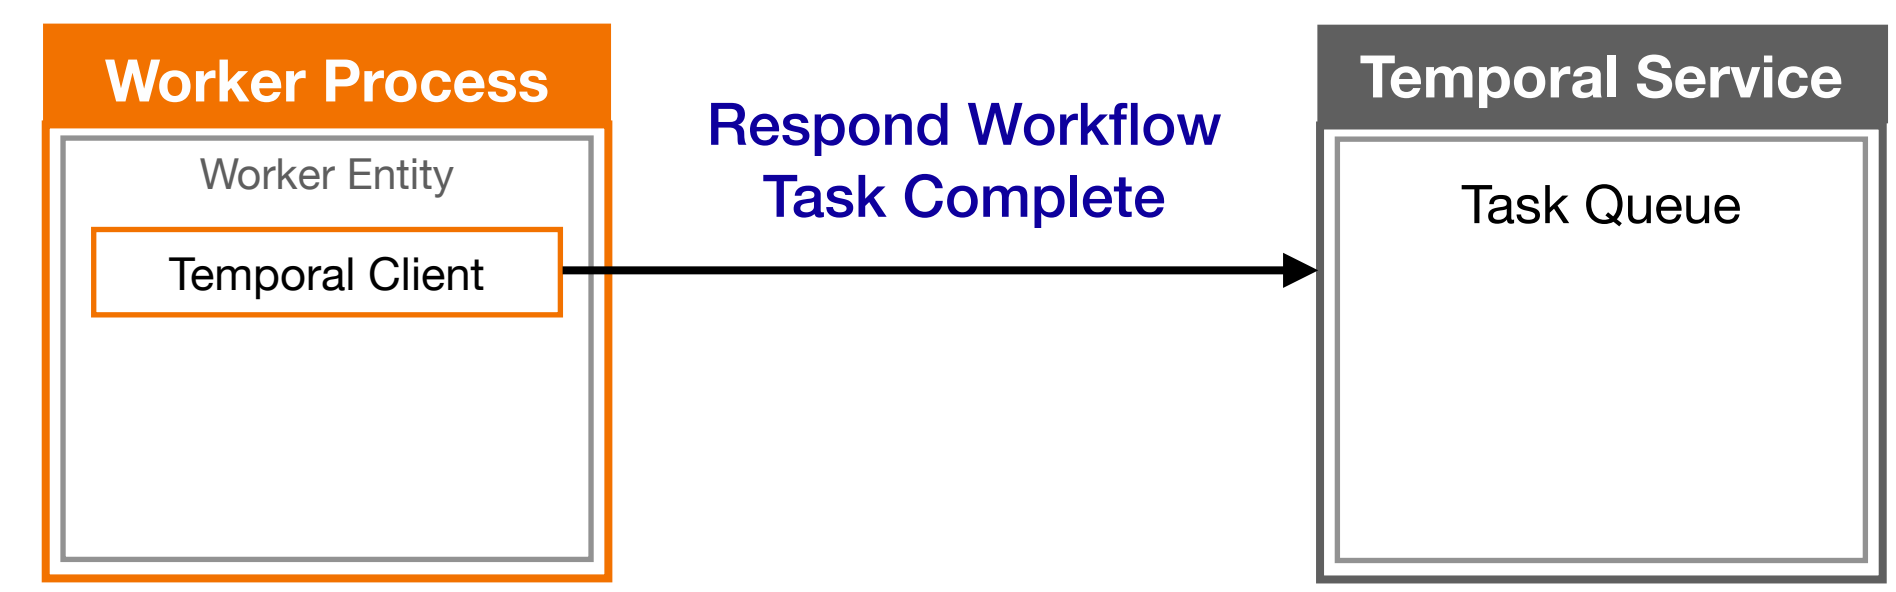 Worker Process
Worker Entity
Temporal Client
Respond Workflow
Task Complete
Temporal Service
Task Queue